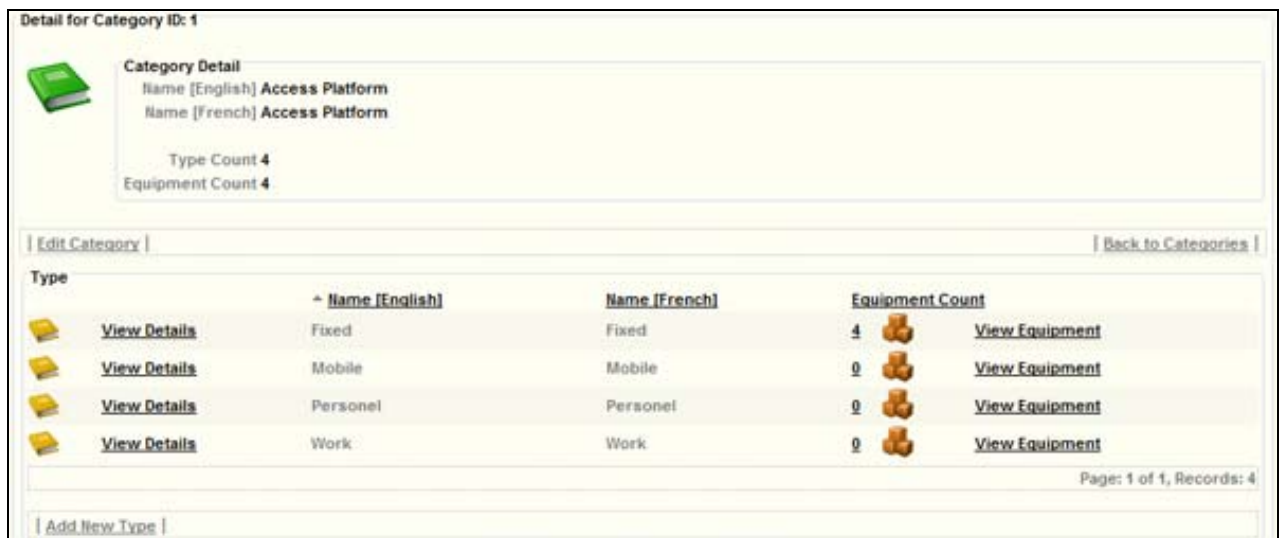 Detail for Category ID: 1
Category Detail
Name [English] Access Platform
Name [French] Access Platform
Type Count 4
Equipment Count 4
| Edit Category | | Back to Categories |
Type
Name [English] Name [French] Equipment Count
View Details Fixed Fixed 4 View Equipment
View Details Mobile Mobile 0 View Equipment
View Details Personel Personel 0 View Equipment
View Details Work Work 0 View Equipment
Page: 1 of 1, Records: 4
| Add New Type |